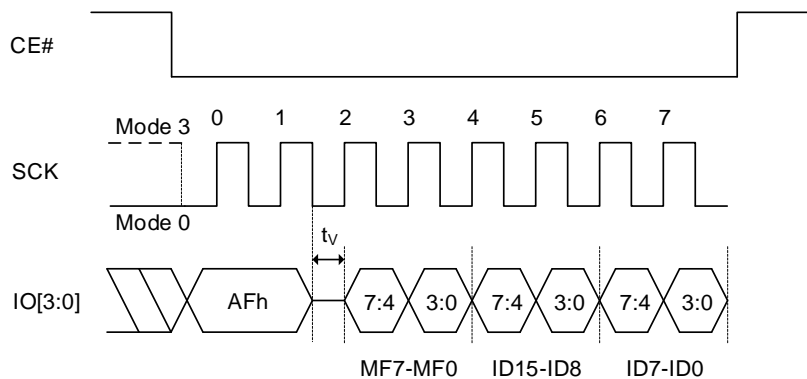 CE#
0 1 2 3 4 5 6 7
Mode 3
SCK
Mode 0
tV
IO[3:0] AFh 7:4 3:0 7:4 3:0 7:4 3:0
MF7-MF0 ID15-ID8 ID7-ID0